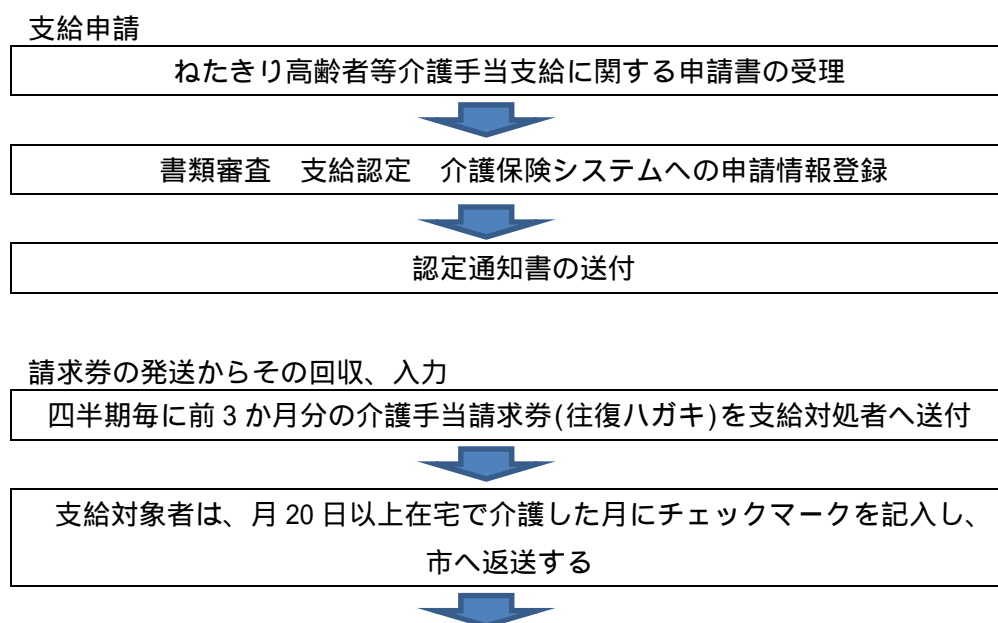 支給申請
ねたきり高齢者等介護手当支給に関する申請書の受理
書類審査　支給認定　介護保険システムへの申請情報登録
認定通知書の送付
請求券の発送からその回収、入力
四半期毎に前３か月分の介護手当請求券(往復ハガキ)を支給対処者へ送付
支給対象者は、月 20 日以上在宅で介護した月にチェックマークを記入し、
市へ返送する